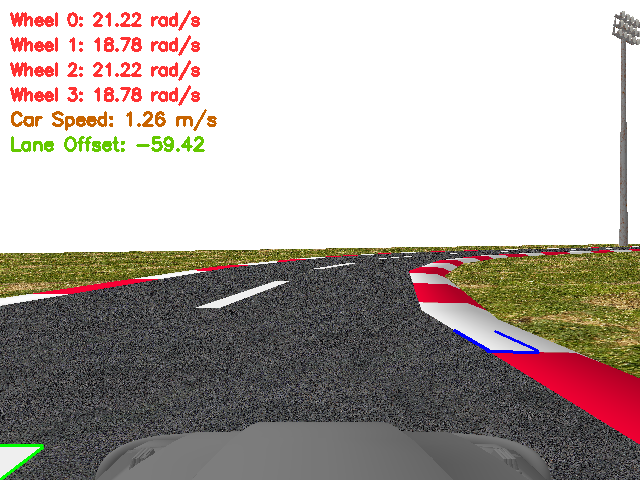 Wheel 0: 21.22 rad/s
Wheel 1: 18.78 rad/s
Wheel 2: 21.22 rad/s
Wheel 3: 18.78 rad/s
Car Speed: 1.26 m/s
Lane Offset: -59.42